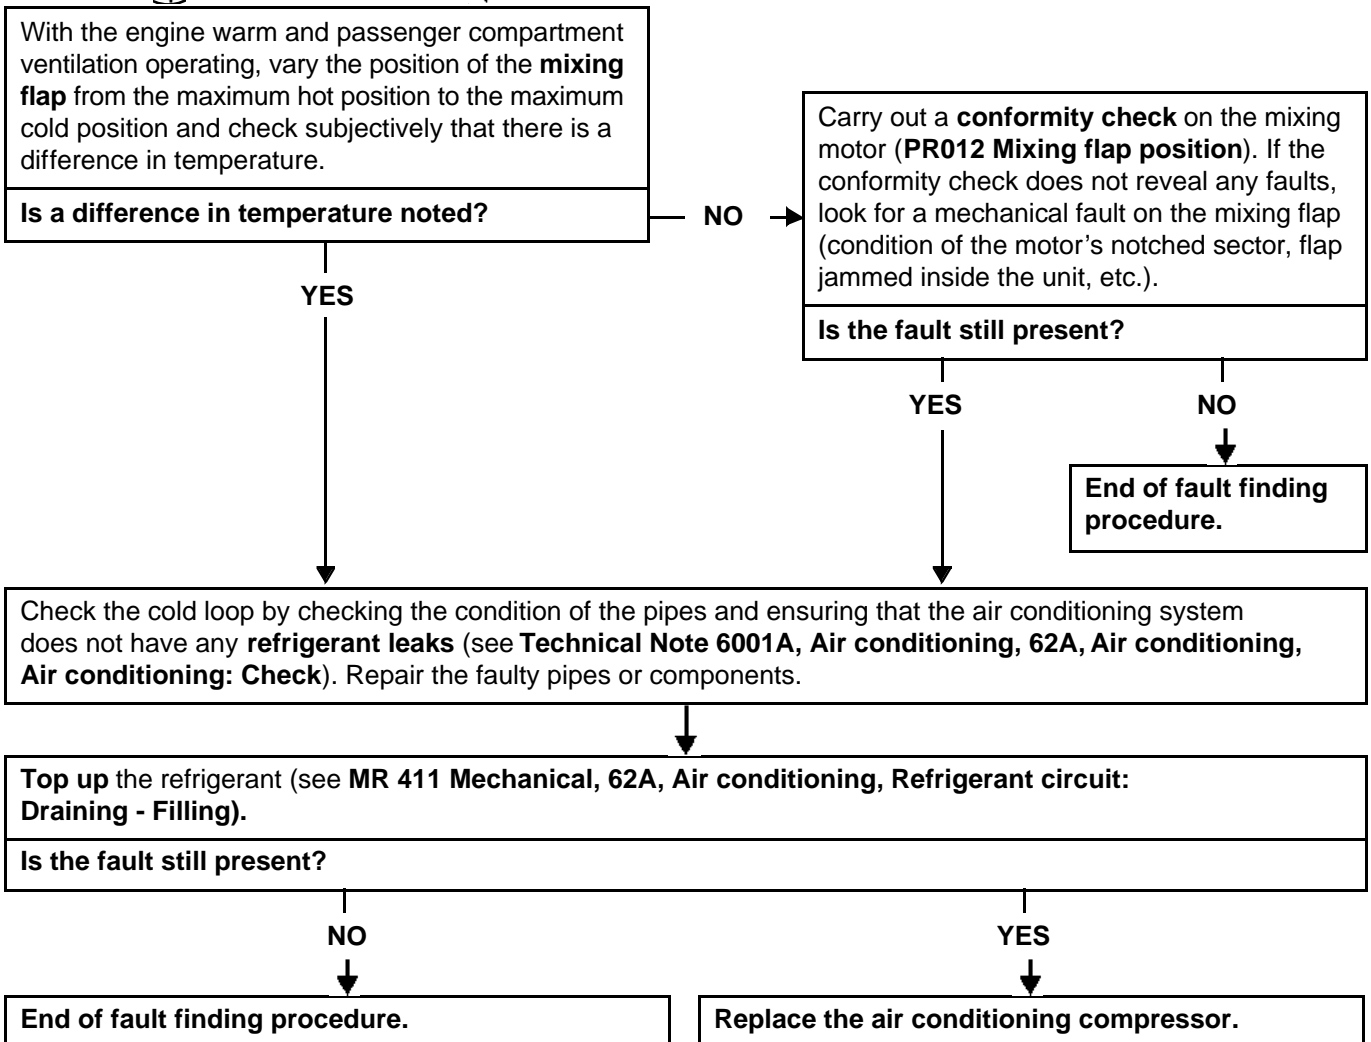 With the engine warm and passenger compartment
ventilation operating, vary the position of the mixing
flap from the maximum hot position to the maximum
cold position and check subjectively that there is a
difference in temperature.
Is a difference in temperature noted?
NO
Carry out a conformity check on the mixing
motor (PR012 Mixing flap position). If the
conformity check does not reveal any faults,
look for a mechanical fault on the mixing flap
(condition of the motor’s notched sector, flap
jammed inside the unit, etc.).
Is the fault still present?
YES
YES
NO
End of fault finding
procedure.
Check the cold loop by checking the condition of the pipes and ensuring that the air conditioning system
does not have any refrigerant leaks (see Technical Note 6001A, Air conditioning, 62A, Air conditioning,
Air conditioning: Check). Repair the faulty pipes or components.
Top up the refrigerant (see MR 411 Mechanical, 62A, Air conditioning, Refrigerant circuit:
Draining - Filling).
Is the fault still present?
NO
YES
End of fault finding procedure.
Replace the air conditioning compressor.